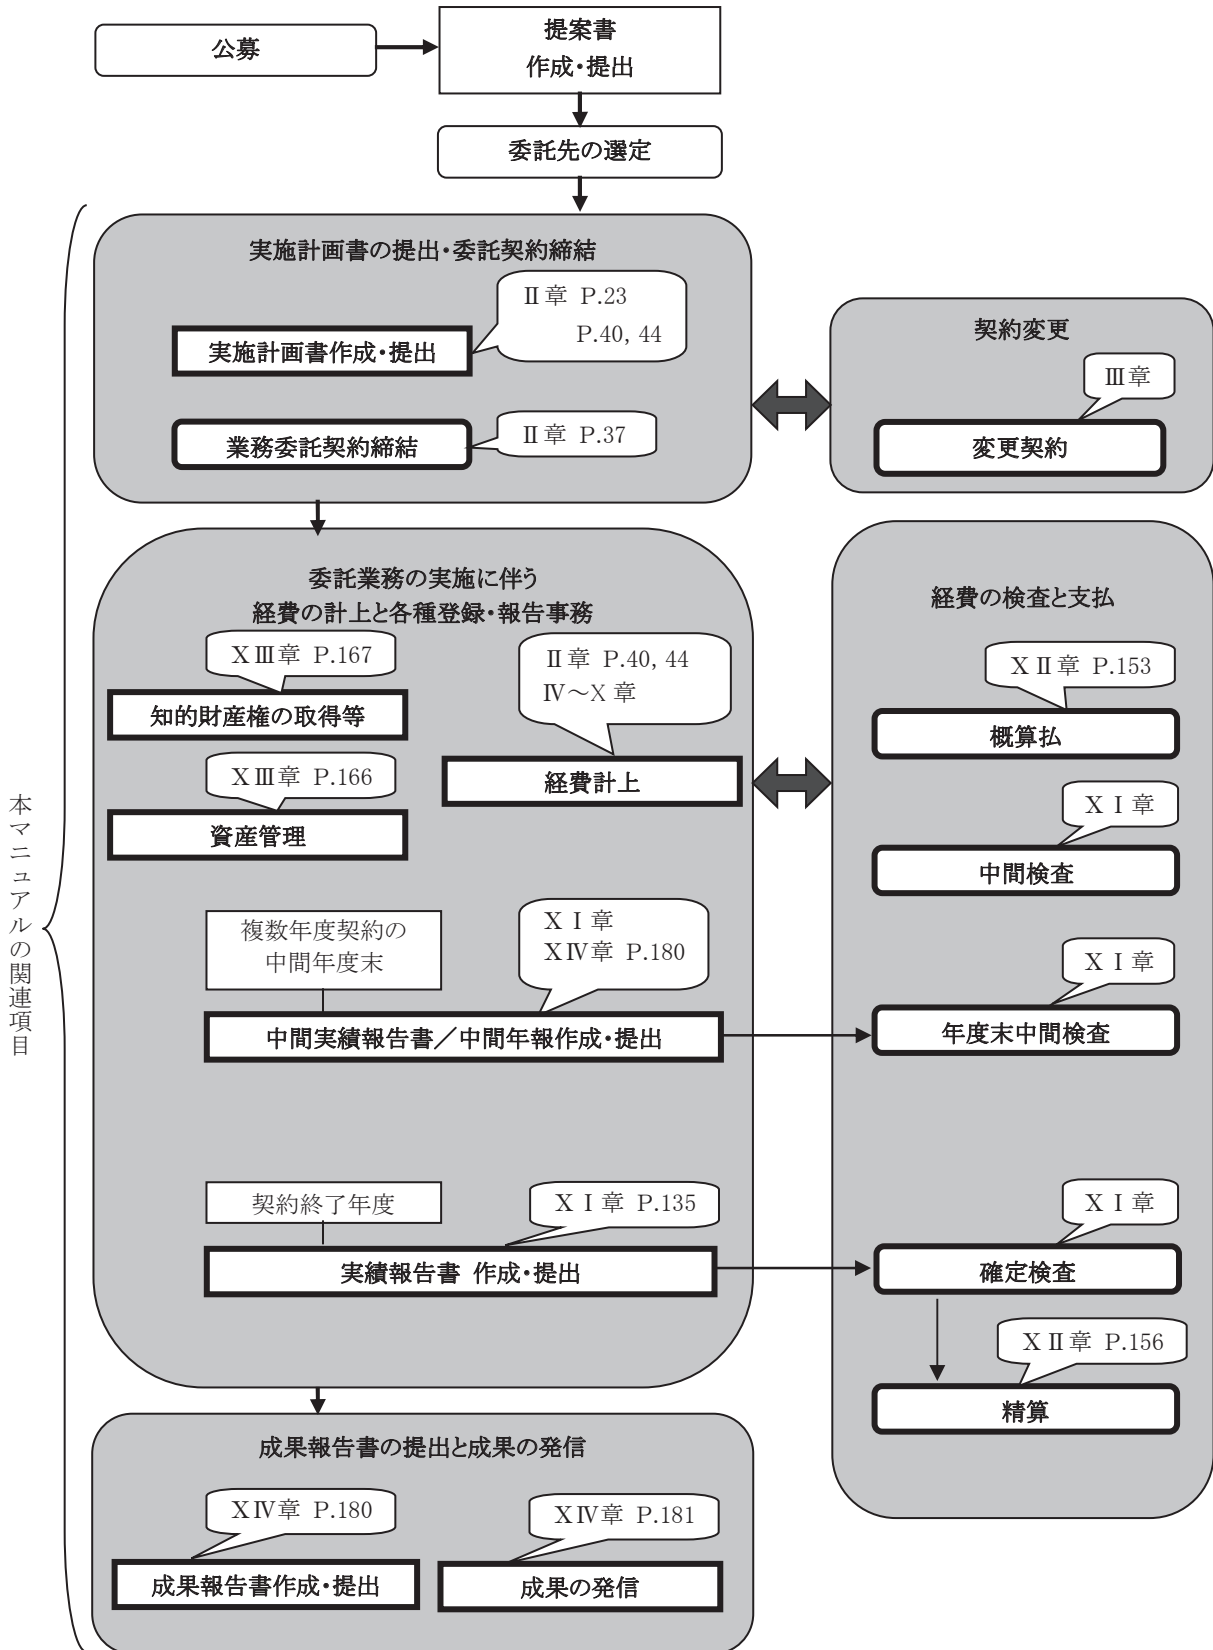 公募
提案書
作成・提出
委託先の選定
実施計画書の提出・委託契約締結
Ⅱ章 P.23
P.40, 44
実施計画書作成・提出
Ⅱ章 P.37
業務委託契約締結
契約変更
Ⅲ章
変更契約
委託業務の実施に伴う
経費の計上と各種登録・報告事務
ⅩⅢ章 P.167
知的財産権の取得等
Ⅱ章 P.40, 44
Ⅳ～Ⅹ章
経費計上
ⅩⅢ章 P.166
資産管理
複数年度契約の
中間年度末
ⅩⅠ章
ⅩⅣ章 P.180
中間実績報告書／中間年報作成・提出
契約終了年度
ⅩⅠ章 P.135
実績報告書 作成・提出
経費の検査と支払
ⅩⅡ章 P.153
概算払
ⅩⅠ章
中間検査
ⅩⅠ章
年度末中間検査
ⅩⅠ章
確定検査
ⅩⅡ章 P.156
精算
成果報告書の提出と成果の発信
ⅩⅣ章 P.180
成果報告書作成・提出
ⅩⅣ章 P.181
成果の発信
本マニュアルの関連項目